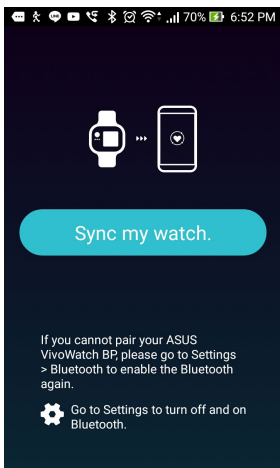 70% 6:52 PM
Sync my watch.
If you cannot pair your ASUS
VivoWatch BP, please go to Settings
> Bluetooth to enable the Bluetooth
again.
Go to Settings to turn off and on
Bluetooth.